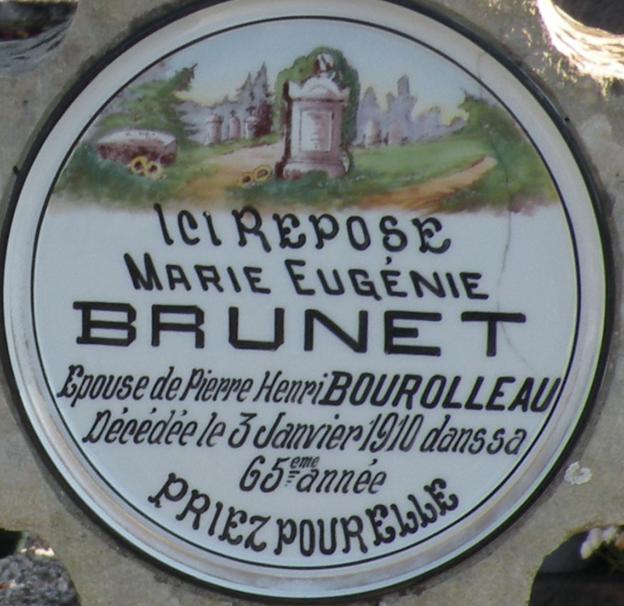 ICI REPOSE
MARIE EUGÉNIE
BRUNET
Epouse de Pierre Henri BOUROLLEAU
Décédée le 3 Janvier 1910 dans sa
65eme année
PRIEZ POUR ELLE